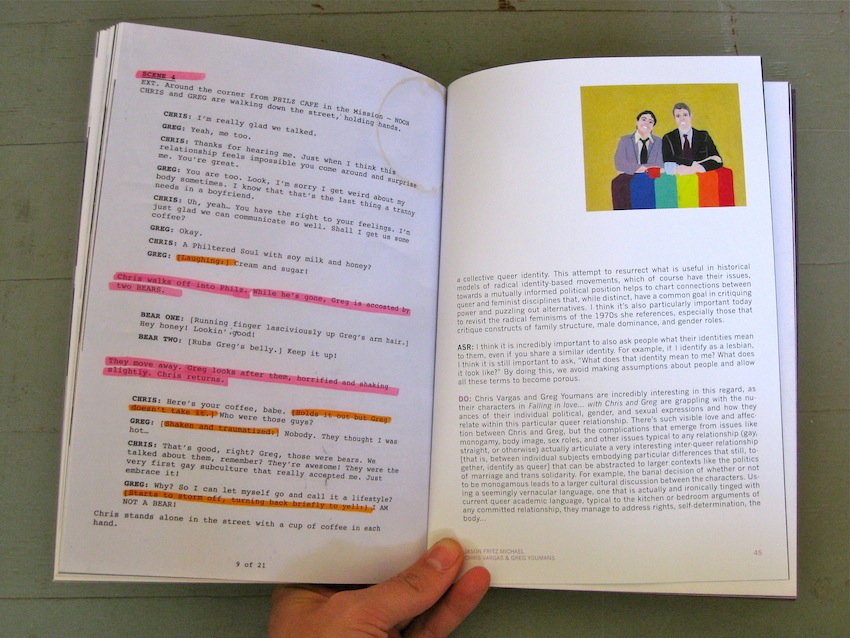 SCENE 4
EXT. Around the corner from PHILZ CAFE in the Mission — NOON
CHRIS and GREG are walking down the street, holding hands.
CHRIS: I'm really glad we talked.
GREG: Yeah, me too.
CHRIS: Thanks for hearing me. Just when I think this
relationship feels impossible you come around and surprise
me. You're great.
GREG: You are too. Look, I'm sorry I get weird about my
body sometimes. I know that that's the last thing a tranny
needs in a boyfriend.
CHRIS: Uh, yeah… You have the right to your feelings. I'm
just glad we can communicate so well. Shall I get us some
coffee?
GREG: Okay.
CHRIS: A Philtered Soul with soy milk and honey?
GREG: [Laughing:] Cream and sugar!
Chris walks off into Phils. While he's gone, Greg is accosted by
two BEARS.
BEAR ONE: [Running finger lasciviously up Greg's arm hair.]
Hey honey! Lookin' good!
BEAR TWO: [Rubs Greg's belly.] Keep it up!
They move away. Greg looks after them, horrified and shaking
slightly. Chris returns.
CHRIS: Here's your coffee, babe. [Holds it out but Greg
doesn't take it.] Who were those guys?
GREG: [Shaken and traumatized:] Nobody. They thought I was
hot…
CHRIS: That's good, right? Greg, those were bears. We
talked about them, remember? They're awesome! They were the
very first gay subculture that really accepted me. Just
embrace it!
GREG: Why? So I can let myself go and call it a lifestyle?
[Starts to storm off, turning back briefly to yell:] I AM
NOT A BEAR!
Chris stands alone in the street with a cup of coffee in each
hand.
9 of 21
a collective queer identity. This attempt to resurrect what is useful in historical
models of radical identity-based movements, which of course have their issues,
towards a mutually informed political position helps to chart connections between
queer and feminist disciplines that, while distinct, have a common goal in critiquing
power and puzzling out alternatives. I think it's also particularly important today
to revisit the radical feminisms of the 1970s she references, especially those that
critique constructs of family structure, male dominance, and gender roles.
ASR: I think it is incredibly important to also ask people what their identities mean
to them, even if you share a similar identity. For example, if I identify as a lesbian,
I think it is still important to ask, "What does that identity mean to me? What does
it look like?" By doing this, we avoid making assumptions about people and allow
all these terms to become porous.
DO: Chris Vargas and Greg Youmans are incredibly interesting in this regard, as
their characters in Falling in love... with Chris and Greg are grappling with the nu-
ances of their individual political, gender, and sexual expressions and how they
relate within this particular queer relationship. There's such visible love and affec-
tion between Chris and Greg, but the complications that emerge from issues like
monogamy, body image, sex roles, and other issues typical to any relationship (gay,
straight, or otherwise) actually articulate a very interesting inter-queer relationship
[that is, between individual subjects embodying particular differences that still, to-
gether, identify as queer] that can be abstracted to larger contexts like the politics
of marriage and trans solidarity. For example, the banal decision of whether or not
to be monogamous leads to a larger cultural discussion between the characters. Us-
ing a seemingly vernacular language, one that is actually and ironically tinged with
current queer academic language, typical to the kitchen or bedroom arguments of
any committed relationship, they manage to address rights, self-determination, the
body...
FRITZ MICHAEL
CHRIS VARGAS & GREG YOUMANS
45